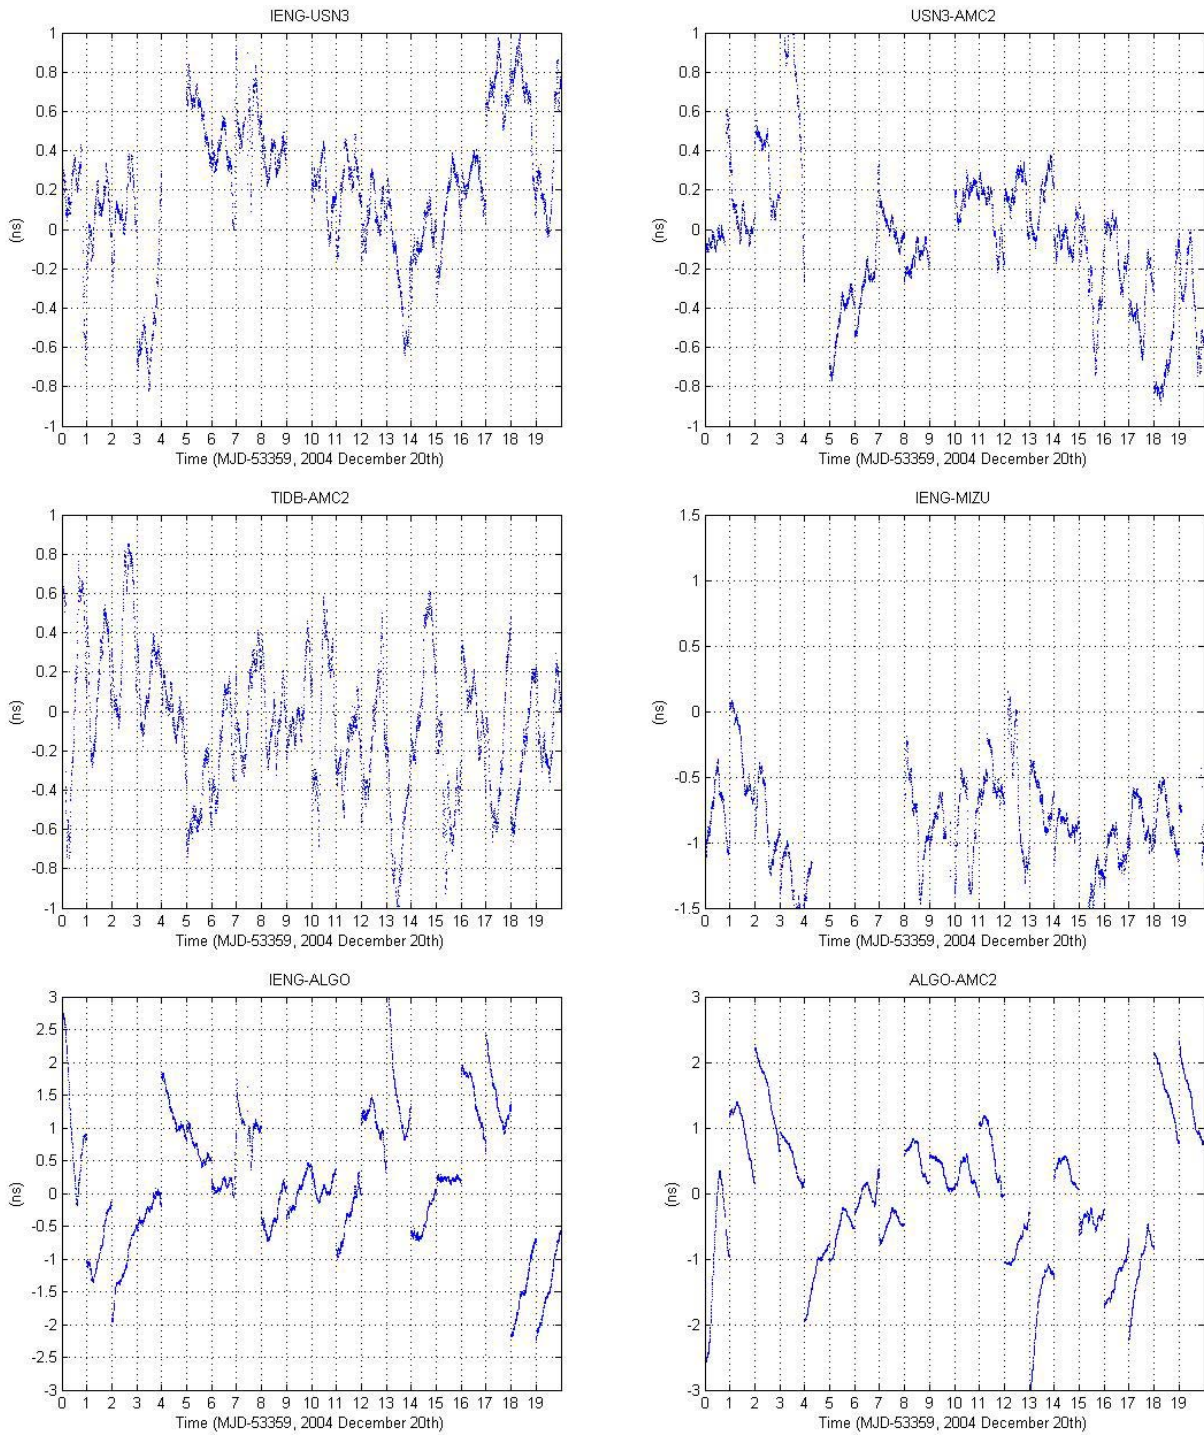 IENG-USN3
1
0.8
0.6
0.4
0.2
0
-0.2
-0.4
-0.6
-0.8
-1
(ns)
0 1 2 3 4 5 6 7 8 9 10 11 12 13 14 15 16 17 18 19
Time (MJD-53359, 2004 December 20th)
USN3-AMC2
1
0.8
0.6
0.4
0.2
0
-0.2
-0.4
-0.6
-0.8
-1
(ns)
0 1 2 3 4 5 6 7 8 9 10 11 12 13 14 15 16 17 18 19
Time (MJD-53359, 2004 December 20th)
TIDB-AMC2
1
0.8
0.6
0.4
0.2
0
-0.2
-0.4
-0.6
-0.8
-1
(ns)
0 1 2 3 4 5 6 7 8 9 10 11 12 13 14 15 16 17 18 19
Time (MJD-53359, 2004 December 20th)
IENG-MIZU
1.5
1
0.5
0
-0.5
-1
-1.5
(ns)
0 1 2 3 4 5 6 7 8 9 10 11 12 13 14 15 16 17 18 19
Time (MJD-53359, 2004 December 20th)
IENG-ALGO
3
2.5
2
1.5
1
0.5
0
-0.5
-1
-1.5
-2
-2.5
-3
(ns)
0 1 2 3 4 5 6 7 8 9 10 11 12 13 14 15 16 17 18 19
Time (MJD-53359, 2004 December 20th)
ALGO-AMC2
3
2
1
0
-1
-2
-3
(ns)
0 1 2 3 4 5 6 7 8 9 10 11 12 13 14 15 16 17 18 19
Time (MJD-53359, 2004 December 20th)